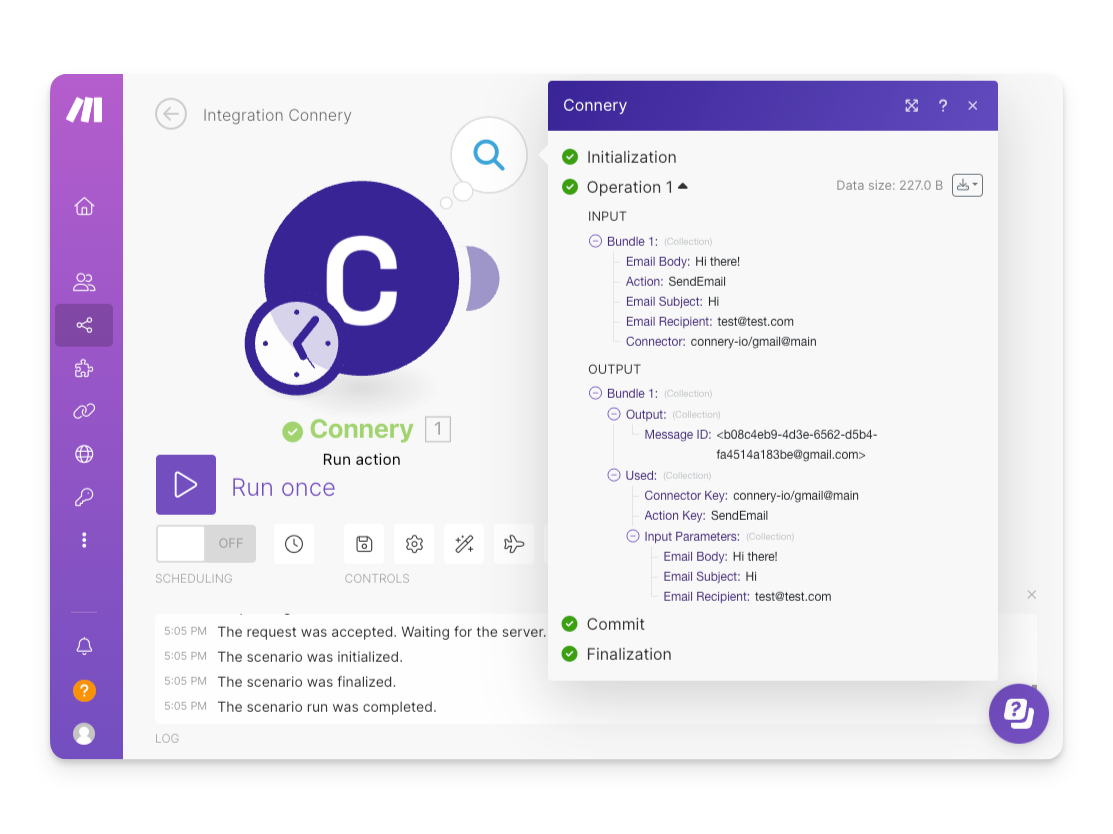 Integration Connery
C
Connery 1
Run action
Run once
OFF
SCHEDULING
CONTROLS
5:05 PM The request was accepted. Waiting for the server.
5:05 PM The scenario was initialized.
5:05 PM The scenario was finalized.
5:05 PM The scenario run was completed.
LOG
Connery ?
Initialization
Operation 1 Data size: 227.0 B
INPUT
Bundle 1: (Collection)
Email Body: Hi there!
Action: SendEmail
Email Subject: Hi
Email Recipient: test@test.com
Connector: connery-io/gmail@main
OUTPUT
Bundle 1: (Collection)
Output: (Collection)
Message ID: <b08c4eb9-4d3e-6562-d5b4-
fa4514a183be@gmail.com>
Used: (Collection)
Connector Key: connery-io/gmail@main
Action Key: SendEmail
Input Parameters: (Collection)
Email Body: Hi there!
Email Subject: Hi
Email Recipient: test@test.com
Commit
Finalization
?
?